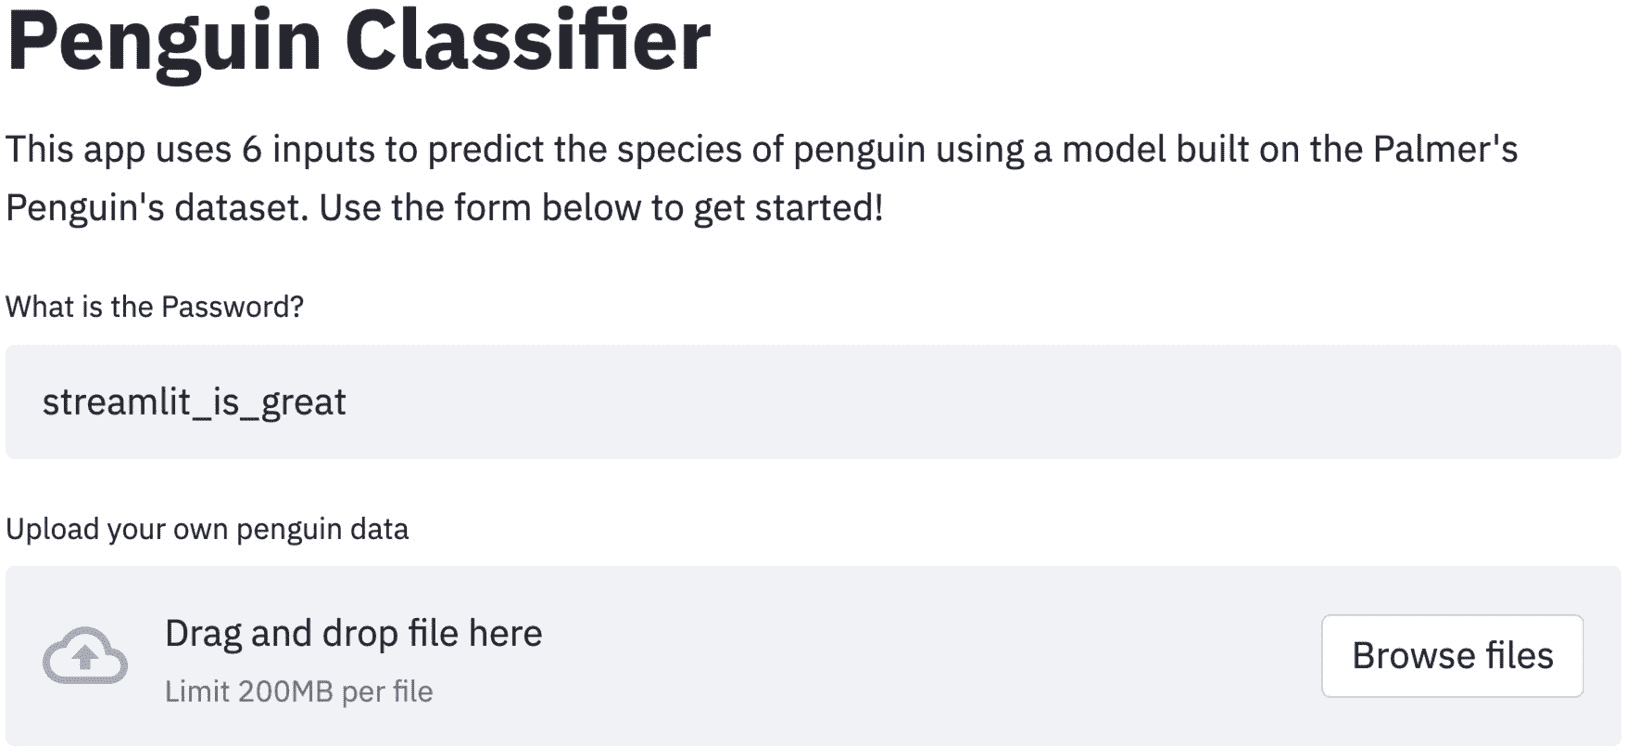 Penguin Classifier
This app uses 6 inputs to predict the species of penguin using a model built on the Palmer's
Penguin's dataset. Use the form below to get started!
What is the Password?
streamlit_is_great
Upload your own penguin data
Drag and drop file here
Browse files
Limit 200MB per file